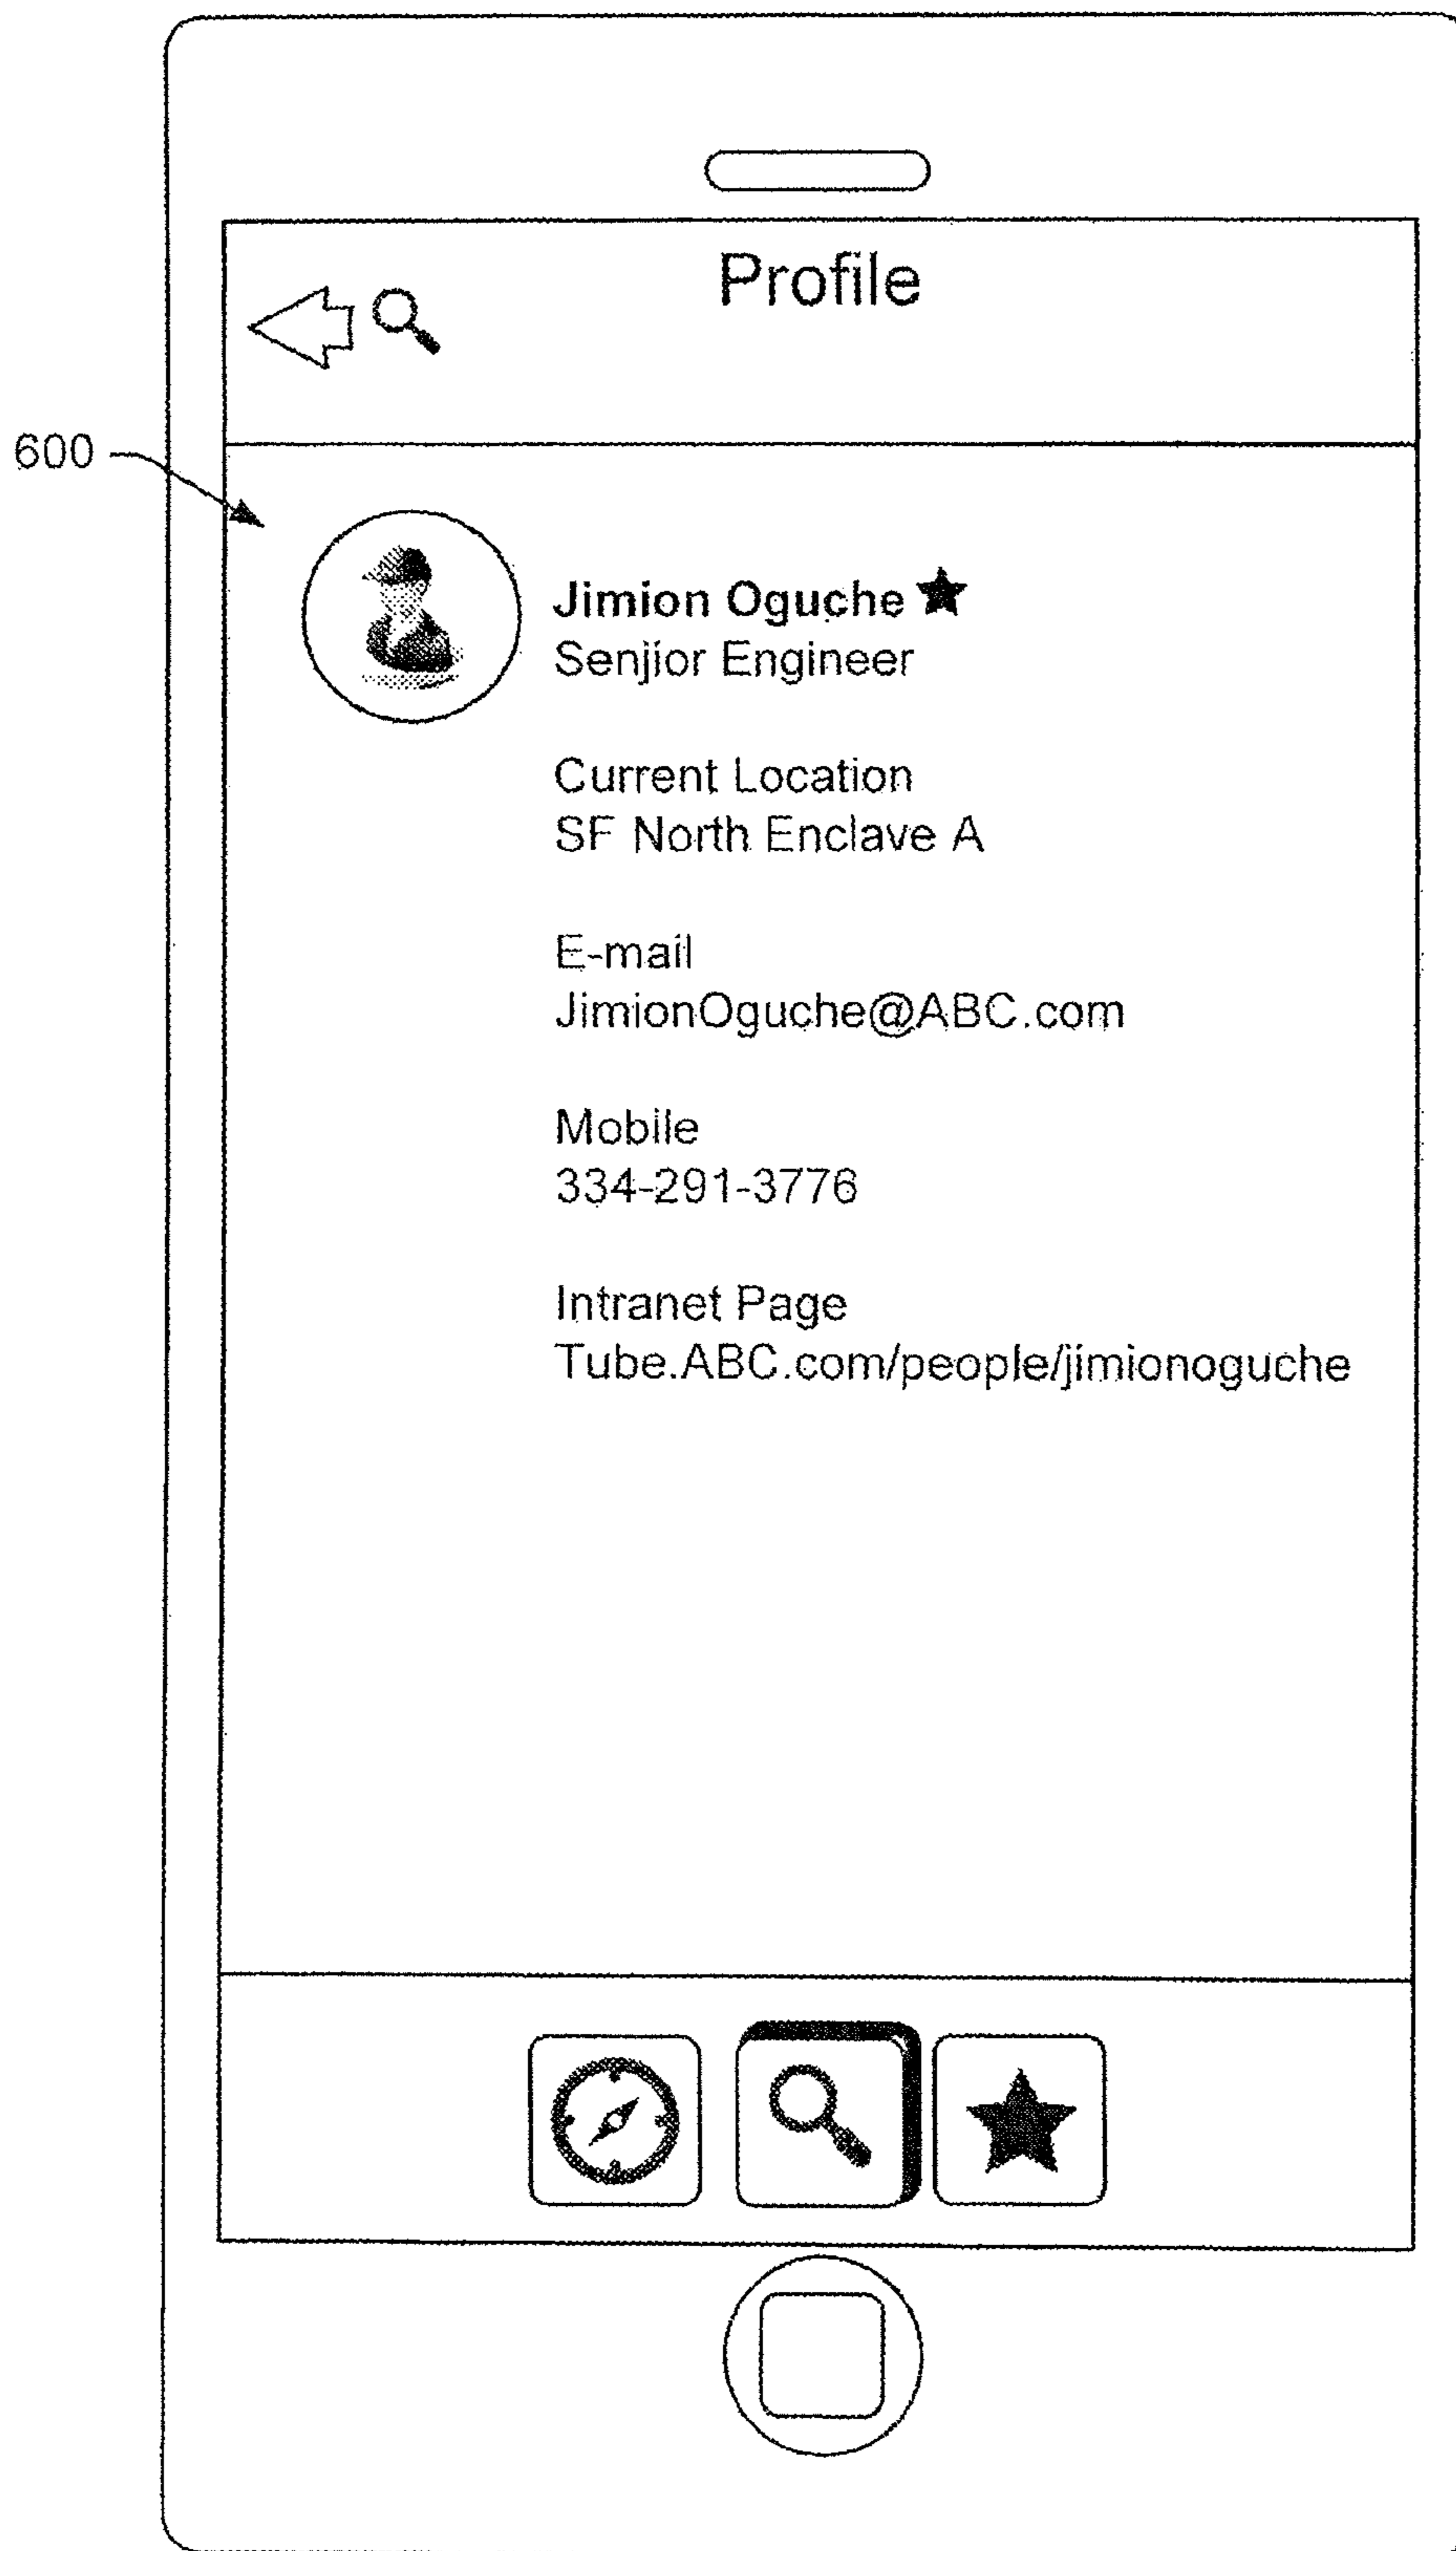 Profile
600
Jimion Oguche
Senjior Engineer
Current Location
SF North Enclave A
E-mail
JimionOguche@ABC.com
Mobile
334-291-3776
Intranet Page
Tube.ABC.com/people/jimionoguche